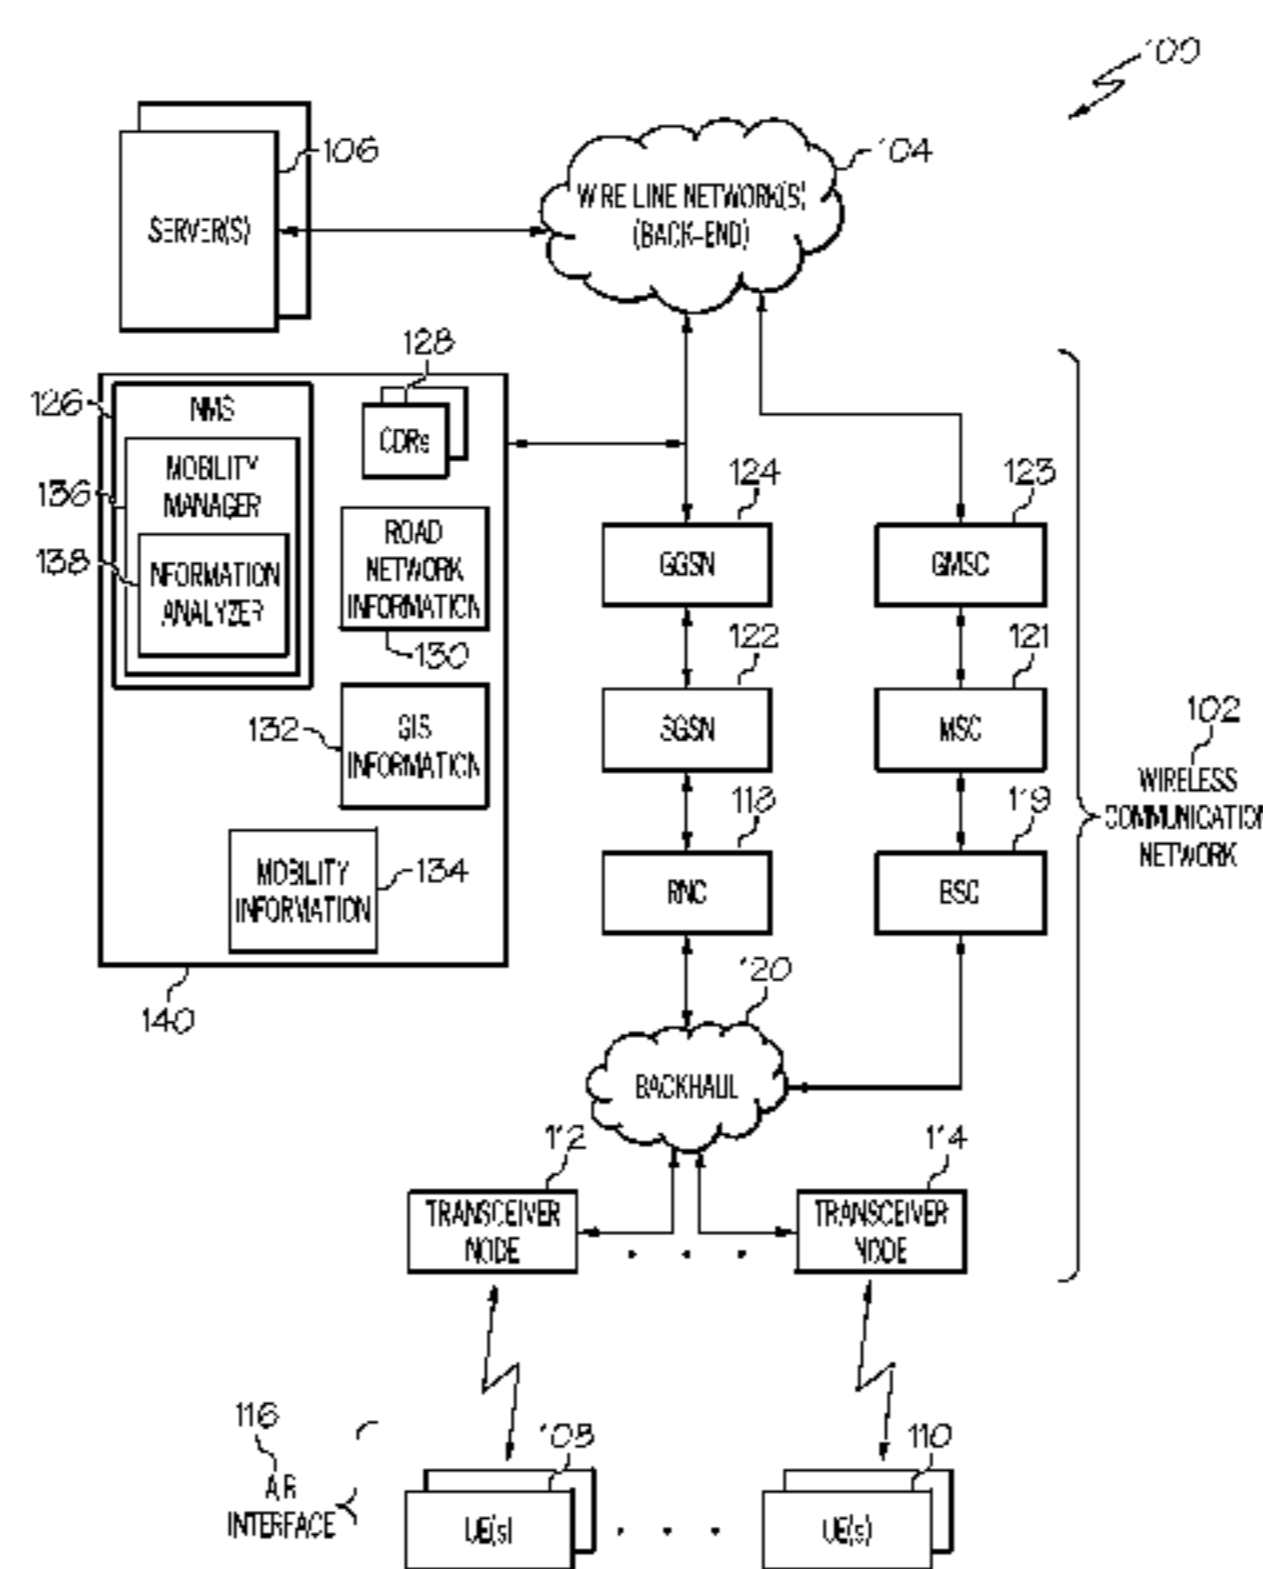 100
106
SERVER(S)
104
WIRE LINE NETWORK(S)
(BACK-END)
128
126
NMS
CDRs
136
MOBILITY
MANAGER
138
INFORMATION
ANALYZER
ROAD
NETWORK
INFORMATION
130
124
GGSN
123
GMSC
132
GIS
INFORMATION
122
SGSN
121
MSC
102
WIRELESS
COMMUNICATION
NETWORK
MOBILITY
INFORMATION
134
118
RNC
119
BSC
140
120
BACKHAUL
112
TRANSCEIVER
NODE
114
TRANSCEIVER
NODE
. . .
116
AIR
INTERFACE
108
UE(s)
. . .
110
UE(s)